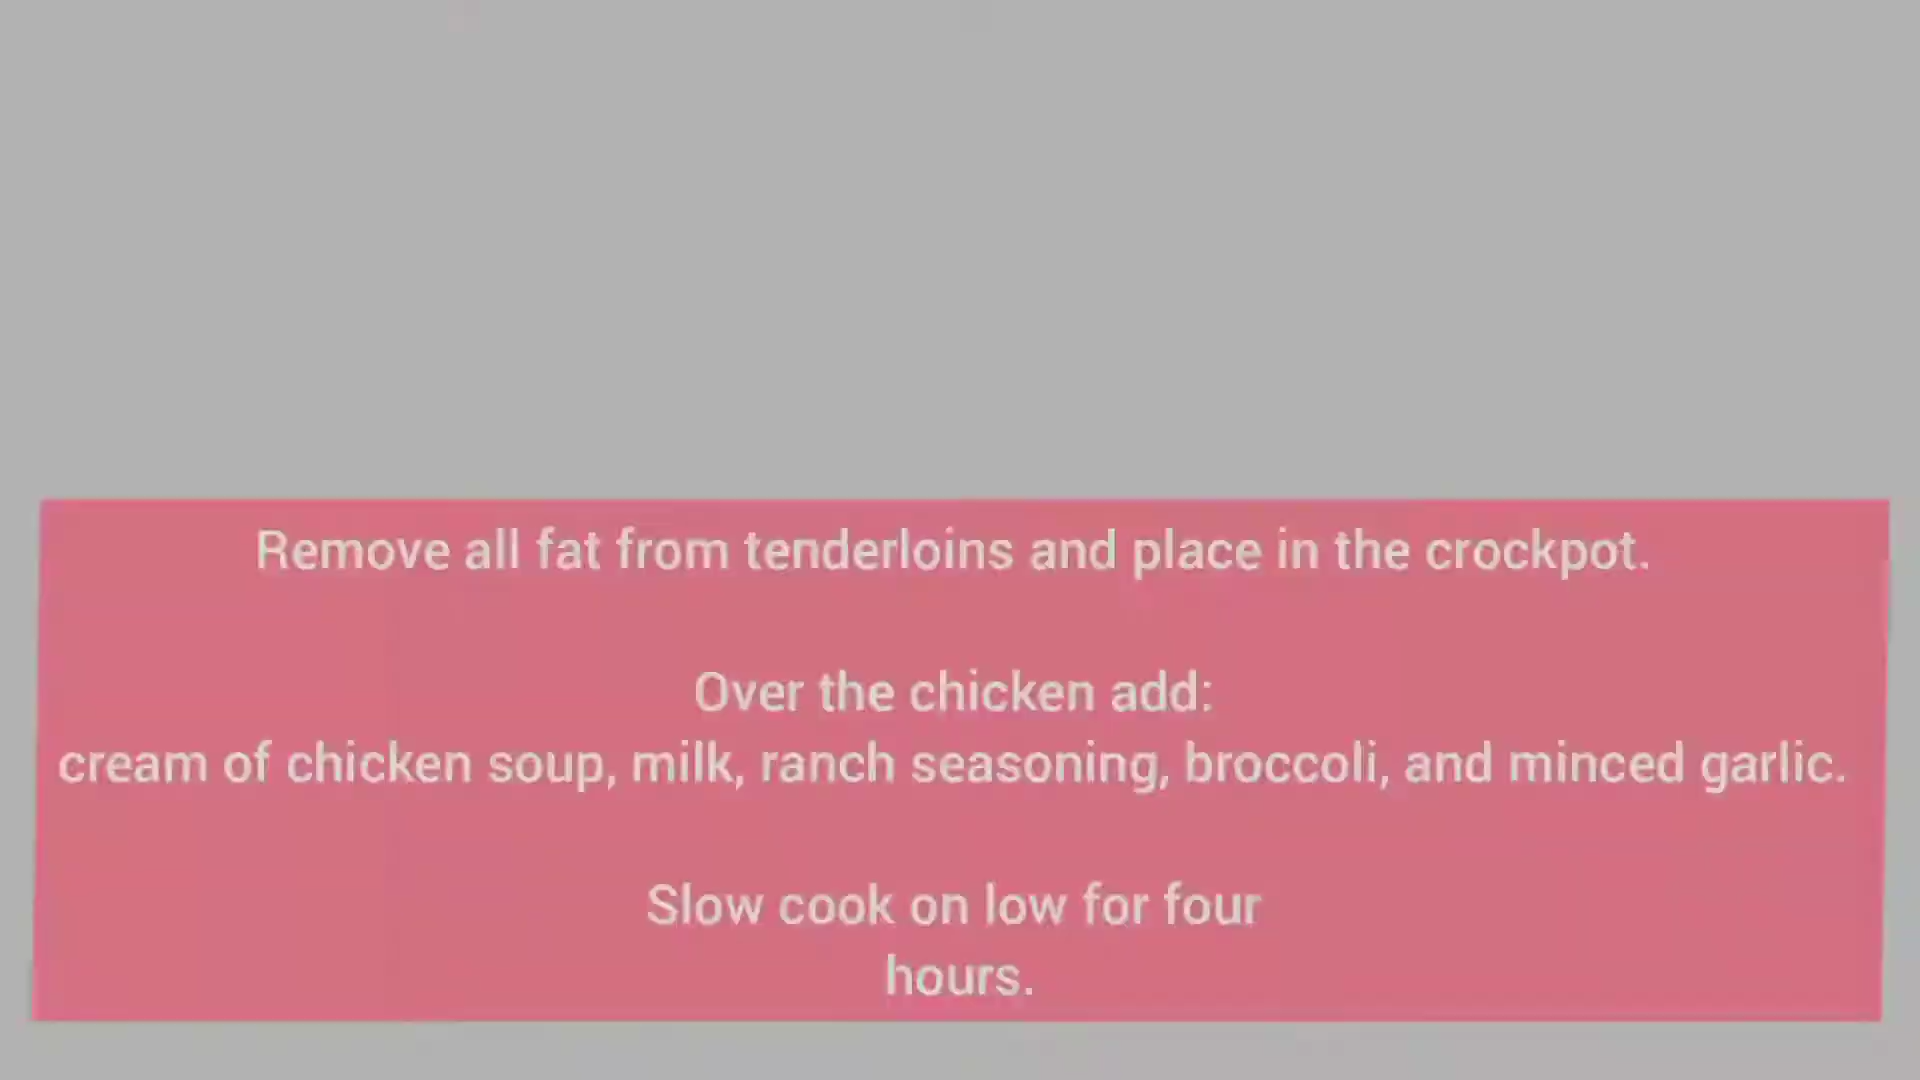 Remove all fat from tenderloins and place in the crockpot.
Over the chicken add:
cream of chicken soup, milk, ranch seasoning, broccoli, and minced garlic.
Slow cook on low for four
hours.